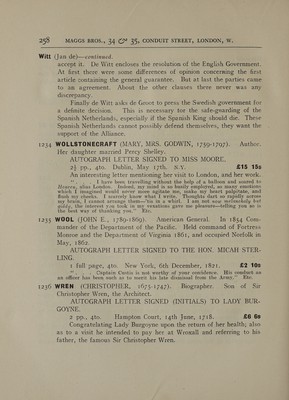 258 MAGGS BROS., 34 & 35, CONDUIT STREET, LONDON, W.
Witt (Jan de)—continued.
accept it. De Witt encloses the resolution of the English Government.
At first there were some differences of opinion concerning the first
article containing the general guarantee. But at last the parties came
to an agreement. About the other clauses there never was any
discrepancy.
Finally de Witt asks de Groot to press the Swedish government for
a definite decision. This is necessary for the safe-guarding of the
Spanish Netherlands, especially if the Spanish King should die. These
Spanish Netherlands cannot possibly defend themselves, they want the
support of the Alliance.
1234 WOLLSTONECRAFT (MARY, MRS. GODWIN, 1759-1797). Author.
Her daughter married Percy Shelley.
AUTOGRAPH LETTER SIGNED TO MISS MOORE.
2½ pp., 4to. Dublin, May 17th. N.Y. £15 15s
An interesting letter mentioning her visit to London, and her work.
". . . I have been travelling without the help of a balloon and soared to
Heaven, alias London. Indeed, my mind is so busily employed, so many emotions
which I imagined would never more agitate me, make my heart palpitate, and
flush my cheeks. I scarcely know what I write. Thoughts dart so rapidly across
my brain, I cannot arrange them—'tis in a whirl. I am not now melancholy but
giddy, the interest you took in my vexations gave me pleasure—telling you so is
the best way of thanking you." Etc.
1235 WOOL (JOHN E., 1789-1869). American General. In 1854 Com-
mander of the Department of the Pacific. Held command of Fortress
Monroe and the Department of Virginia 1861, and occupied Norfolk in
May, 1862.
AUTOGRAPH LETTER SIGNED TO THE HON. MICAH STER-
LING.
1 full page, 4to. New York, 6th December, 1821. £2 10s
". . . Captain Curtis is not worthy of your confidence. His conduct as
an officer has been such as to merit his late dismissal from the Army." Etc.
1236 WREN (CHRISTOPHER, 1675-1747). Biographer. Son of Sir
Christopher Wren, the Architect.
AUTOGRAPH LETTER SIGNED (INITIALS) TO LADY BUR-
GOYNE.
2 pp., 4to. Hampton Court, 14th June, 1718. £6 6s
Congratulating Lady Burgoyne upon the return of her health, also
as to a visit he intended to pay her at Wroxall and referring to his
father, the famous Sir Christopher Wren.